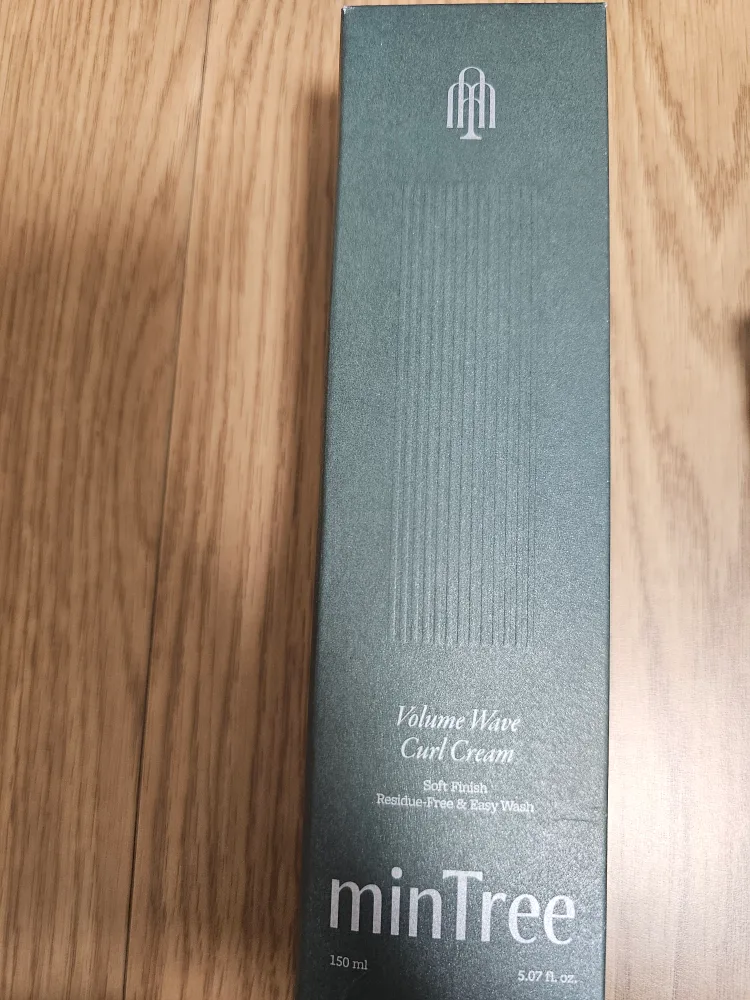 Volume Wave
Curl Cream
Soft Finish
Residue-Free & Easy Wash
minTree
150 ml
5.07 fl. oz.